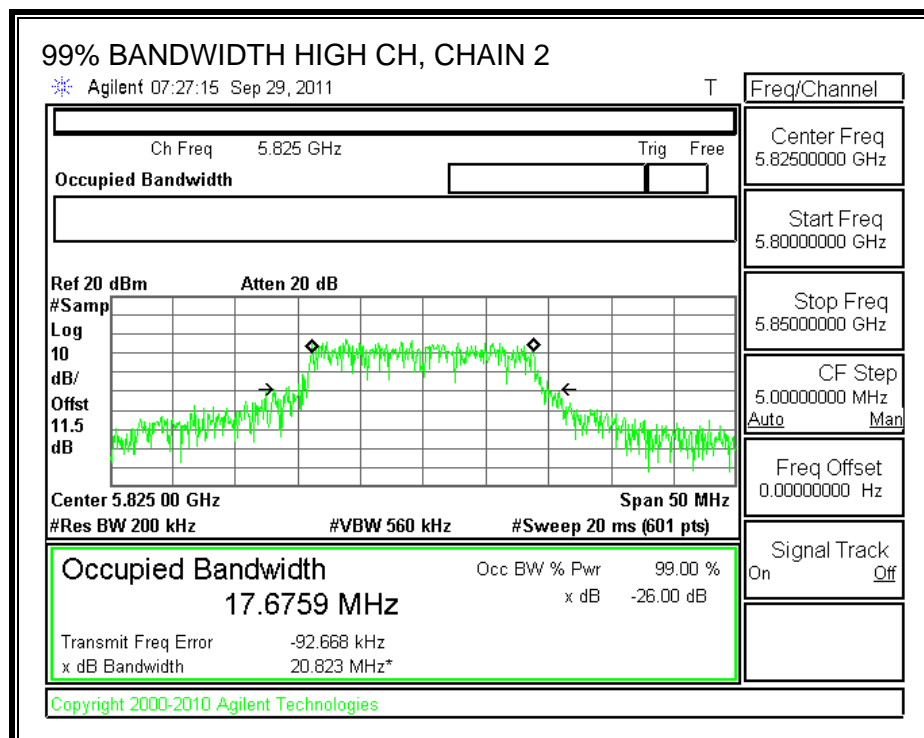 99% BANDWIDTH HIGH CH, CHAIN 2
Agilent 07:27:15 Sep 29, 2011 T
Freq/Channel
Ch Freq 5.825 GHz Trig Free
Occupied Bandwidth
Center Freq
5.82500000 GHz
Start Freq
5.80000000 GHz
Stop Freq
5.85000000 GHz
CF Step
5.00000000 MHz
Auto Man
Freq Offset
0.00000000 Hz
Signal Track
On Off
Ref 20 dBm Atten 20 dB
#Samp
Log
10
dB/
Offst
11.5
dB
Center 5.825 00 GHz Span 50 MHz
#Res BW 200 kHz #VBW 560 kHz #Sweep 20 ms (601 pts)
Occupied Bandwidth
17.6759 MHz
Occ BW % Pwr 99.00 %
x dB -26.00 dB
Transmit Freq Error -92.668 kHz
x dB Bandwidth 20.823 MHz*
Copyright 2000-2010 Agilent Technologies